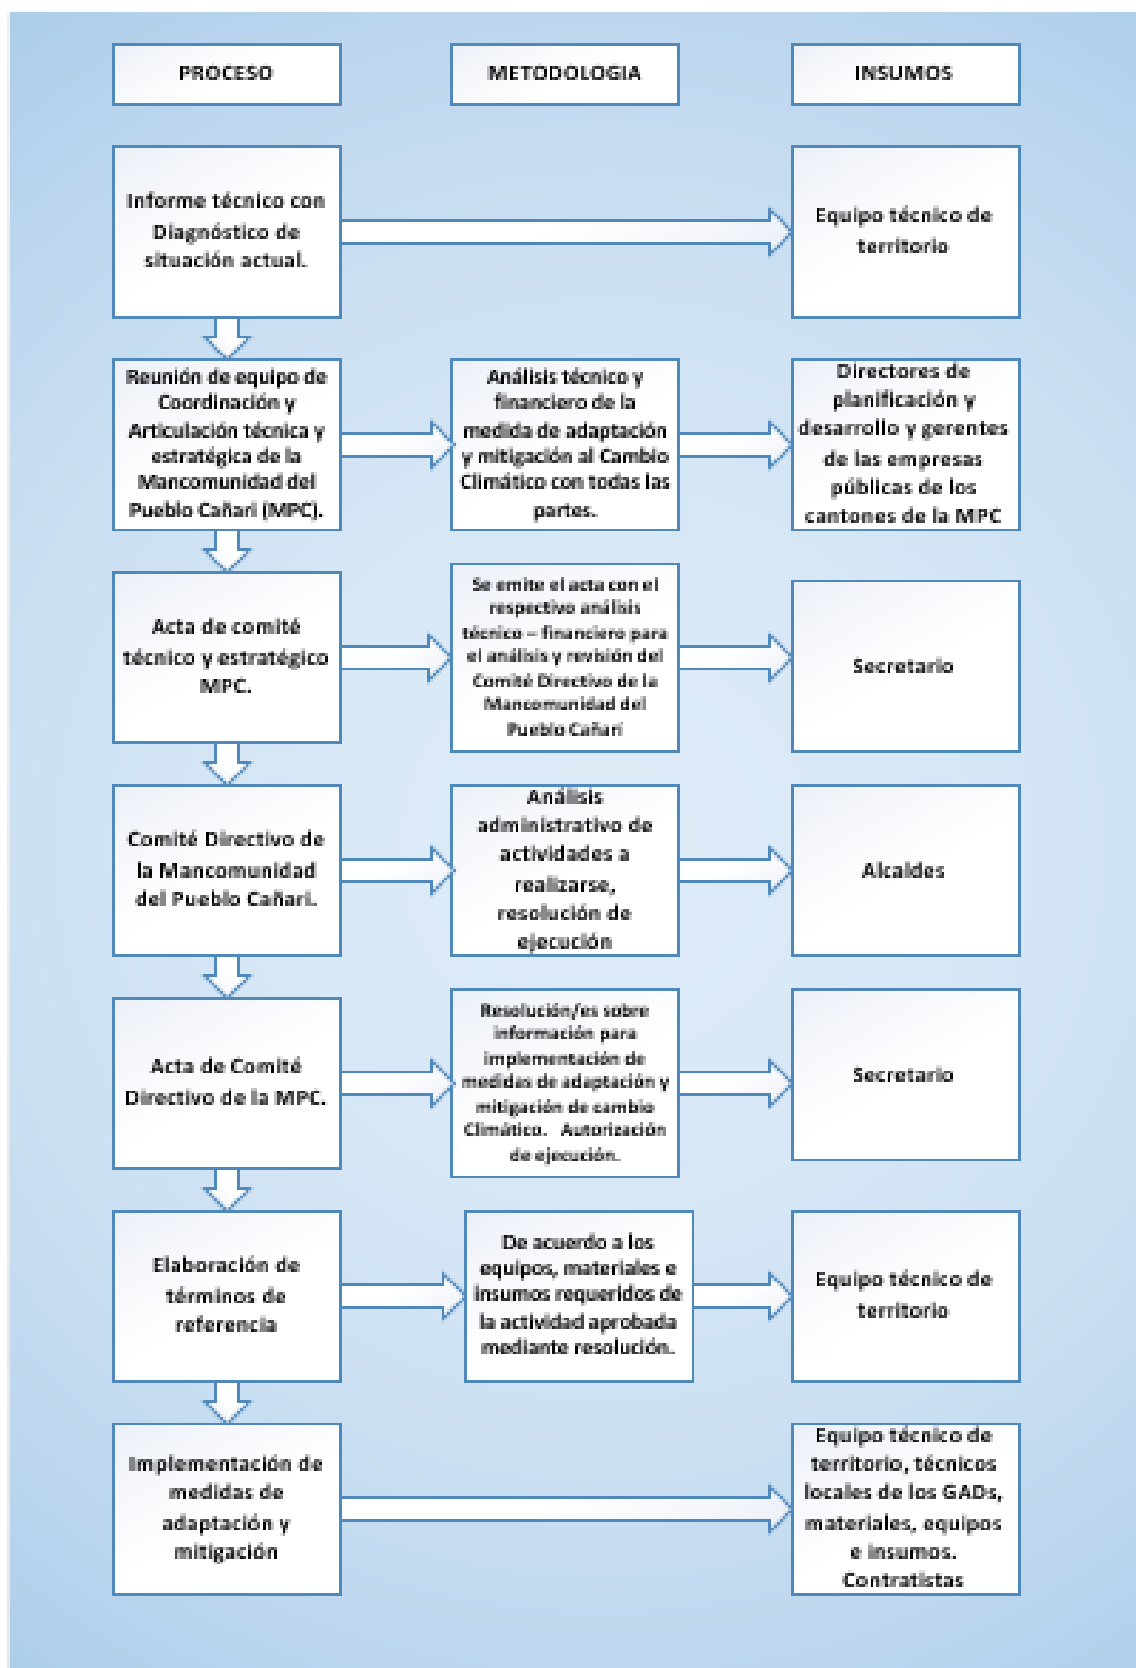 PROCESO
METODOLOGIA
INSUMOS
Informe técnico con
Diagnóstico de
situación actual.
Equipo técnico de
territorio
Reunión de equipo de
Coordinación y
Articulación técnica y
estratégica de la
Mancomunidad del
Pueblo Cañari (MPC).
Análisis técnico y
financiero de la
medida de adaptación
y mitigación al Cambio
Climático con todas las
partes.
Directores de
planificación y
desarrollo y gerentes
de las empresas
públicas de los
cantones de la MPC
Acta de comité
técnico y estratégico
MPC.
Se emite el acta con el
respectivo análisis
técnico – financiero para
el análisis y revisión del
Comité Directivo de la
Mancomunidad del
Pueblo Cañari
Secretario
Comité Directivo de
la Mancomunidad
del Pueblo Cañari.
Análisis
administrativo de
actividades a
realizarse,
resolución de
ejecución
Alcaldes
Acta de Comité
Directivo de la MPC.
Resolución/es sobre
información para
implementación de
medidas de adaptación y
mitigación de cambio
Climático. Autorización
de ejecución.
Secretario
Elaboración de
términos de
referencia
De acuerdo a los
equipos, materiales e
insumos requeridos de
la actividad aprobada
mediante resolución.
Equipo técnico de
territorio
Implementación de
medidas de
adaptación y
mitigación
Equipo técnico de
territorio, técnicos
locales de los GADs,
materiales, equipos
e insumos.
Contratistas